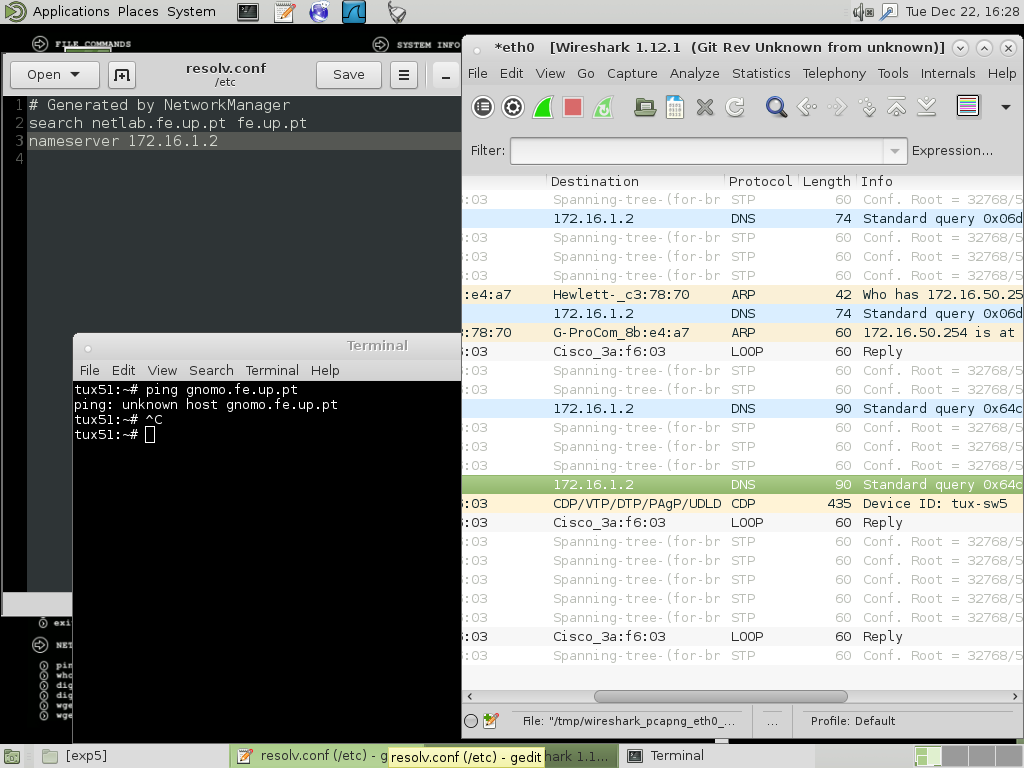 Applications Places System
Tue Dec 22, 16:28
FILE COMMANDS
SYSTEM INFO
Open
resolv.conf
/etc
Save
1 # Generated by NetworkManager
2 search netlab.fe.up.pt fe.up.pt
3 nameserver 172.16.1.2
4
*eth0 [Wireshark 1.12.1 (Git Rev Unknown from unknown)]
File Edit View Go Capture Analyze Statistics Telephony Tools Internals Help
Filter:
Expression...
Destination Protocol Length Info
:03 Spanning-tree-(for-br STP 60 Conf. Root = 32768/5
172.16.1.2 DNS 74 Standard query 0x06d
:03 Spanning-tree-(for-br STP 60 Conf. Root = 32768/5
:03 Spanning-tree-(for-br STP 60 Conf. Root = 32768/5
:03 Spanning-tree-(for-br STP 60 Conf. Root = 32768/5
:e4:a7 Hewlett-_c3:78:70 ARP 42 Who has 172.16.50.25
172.16.1.2 DNS 74 Standard query 0x06d
:78:70 G-ProCom_8b:e4:a7 ARP 60 172.16.50.254 is at
:03 Cisco_3a:f6:03 LOOP 60 Reply
:03 Spanning-tree-(for-br STP 60 Conf. Root = 32768/5
:03 Spanning-tree-(for-br STP 60 Conf. Root = 32768/5
172.16.1.2 DNS 90 Standard query 0x64c
:03 Spanning-tree-(for-br STP 60 Conf. Root = 32768/5
:03 Spanning-tree-(for-br STP 60 Conf. Root = 32768/5
:03 Spanning-tree-(for-br STP 60 Conf. Root = 32768/5
172.16.1.2 DNS 90 Standard query 0x64c
:03 CDP/VTP/DTP/PAgP/UDLD CDP 435 Device ID: tux-sw5
:03 Cisco_3a:f6:03 LOOP 60 Reply
:03 Spanning-tree-(for-br STP 60 Conf. Root = 32768/5
:03 Spanning-tree-(for-br STP 60 Conf. Root = 32768/5
:03 Spanning-tree-(for-br STP 60 Conf. Root = 32768/5
:03 Spanning-tree-(for-br STP 60 Conf. Root = 32768/5
:03 Spanning-tree-(for-br STP 60 Conf. Root = 32768/5
:03 Cisco_3a:f6:03 LOOP 60 Reply
:03 Spanning-tree-(for-br STP 60 Conf. Root = 32768/5
File: "/tmp/wireshark_pcapng_eth0_... ... Profile: Default
Terminal
File Edit View Search Terminal Help
tux51:~# ping gnomo.fe.up.pt
ping: unknown host gnomo.fe.up.pt
tux51:~# ^C
tux51:~#
exi
NET
pin
who
dig
dig
wge
wge
[exp5]
resolv.conf (/etc) - g
resolv.conf (/etc) - gedit
hark 1.1...
Terminal